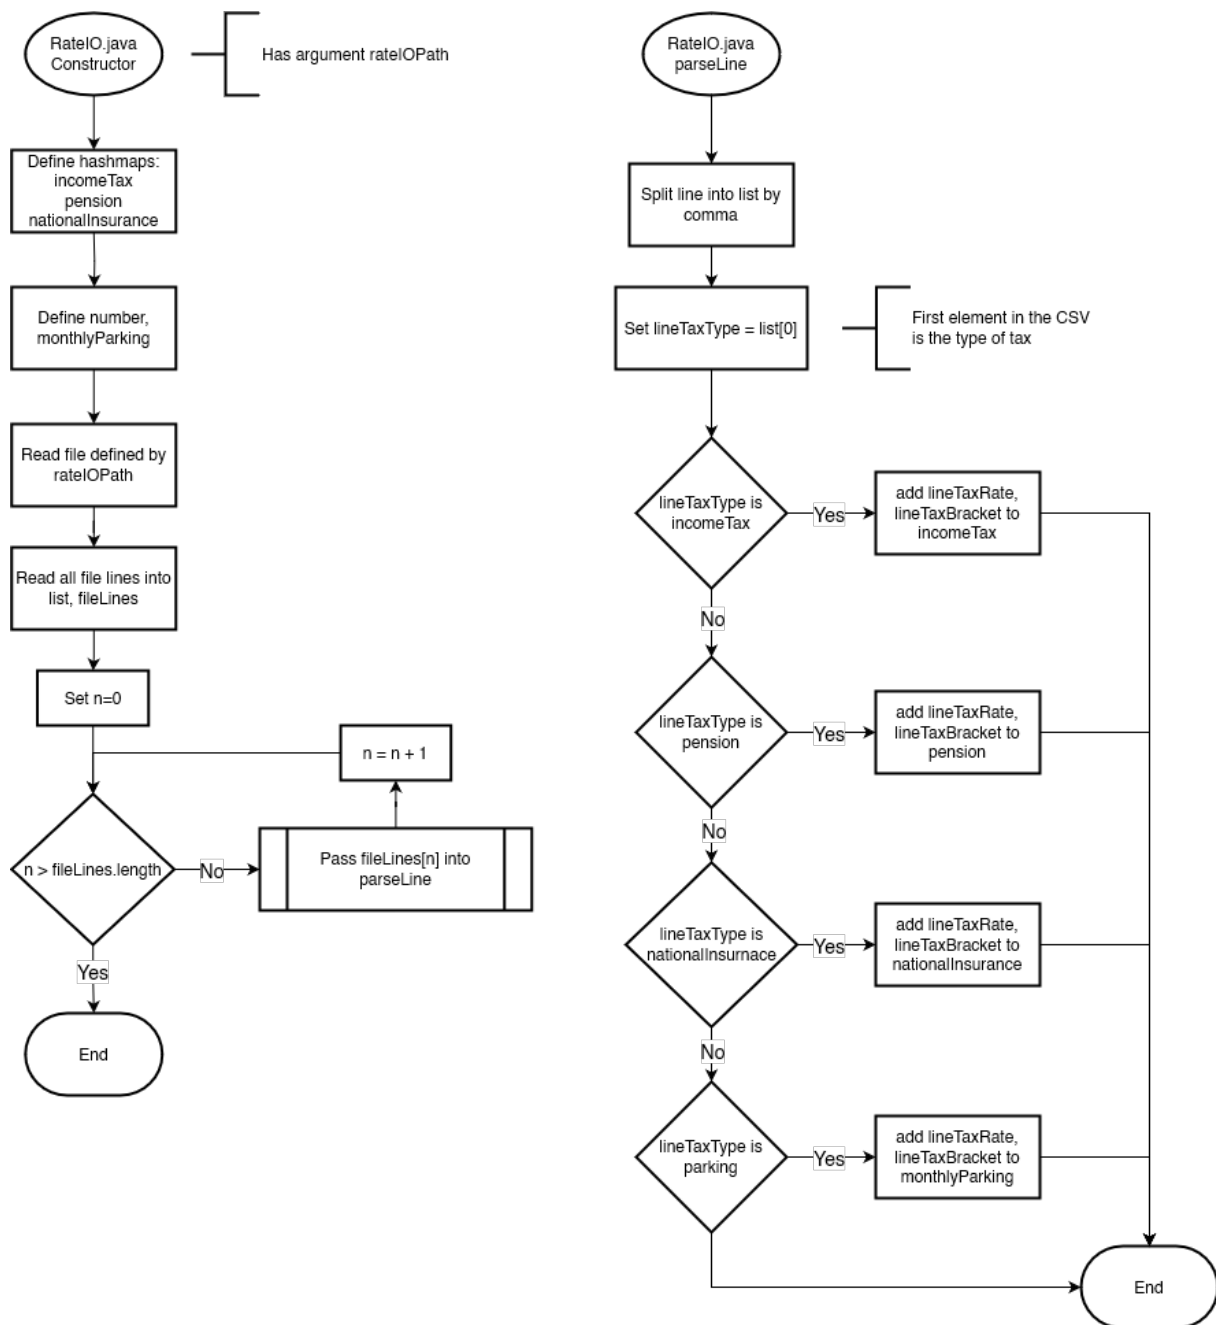 RateIO.java
Constructor
Has argument rateIOPath
Define hashmaps:
incomeTax
pension
nationalInsurance
Define number,
monthlyParking
Read file defined by
rateIOPath
Read all file lines into
list, fileLines
Set n=0
n = n + 1
n > fileLines.length
No
Pass fileLines[n] into
parseLine
Yes
End
RateIO.java
parseLine
Split line into list by
comma
Set lineTaxType = list[0]
First element in the CSV
is the type of tax
lineTaxType is
incomeTax
Yes
add lineTaxRate,
lineTaxBracket to
incomeTax
No
lineTaxType is
pension
Yes
add lineTaxRate,
lineTaxBracket to
pension
No
lineTaxType is
nationalInsurnace
Yes
add lineTaxRate,
lineTaxBracket to
nationalInsurance
No
lineTaxType is
parking
Yes
add lineTaxRate,
lineTaxBracket to
monthlyParking
End